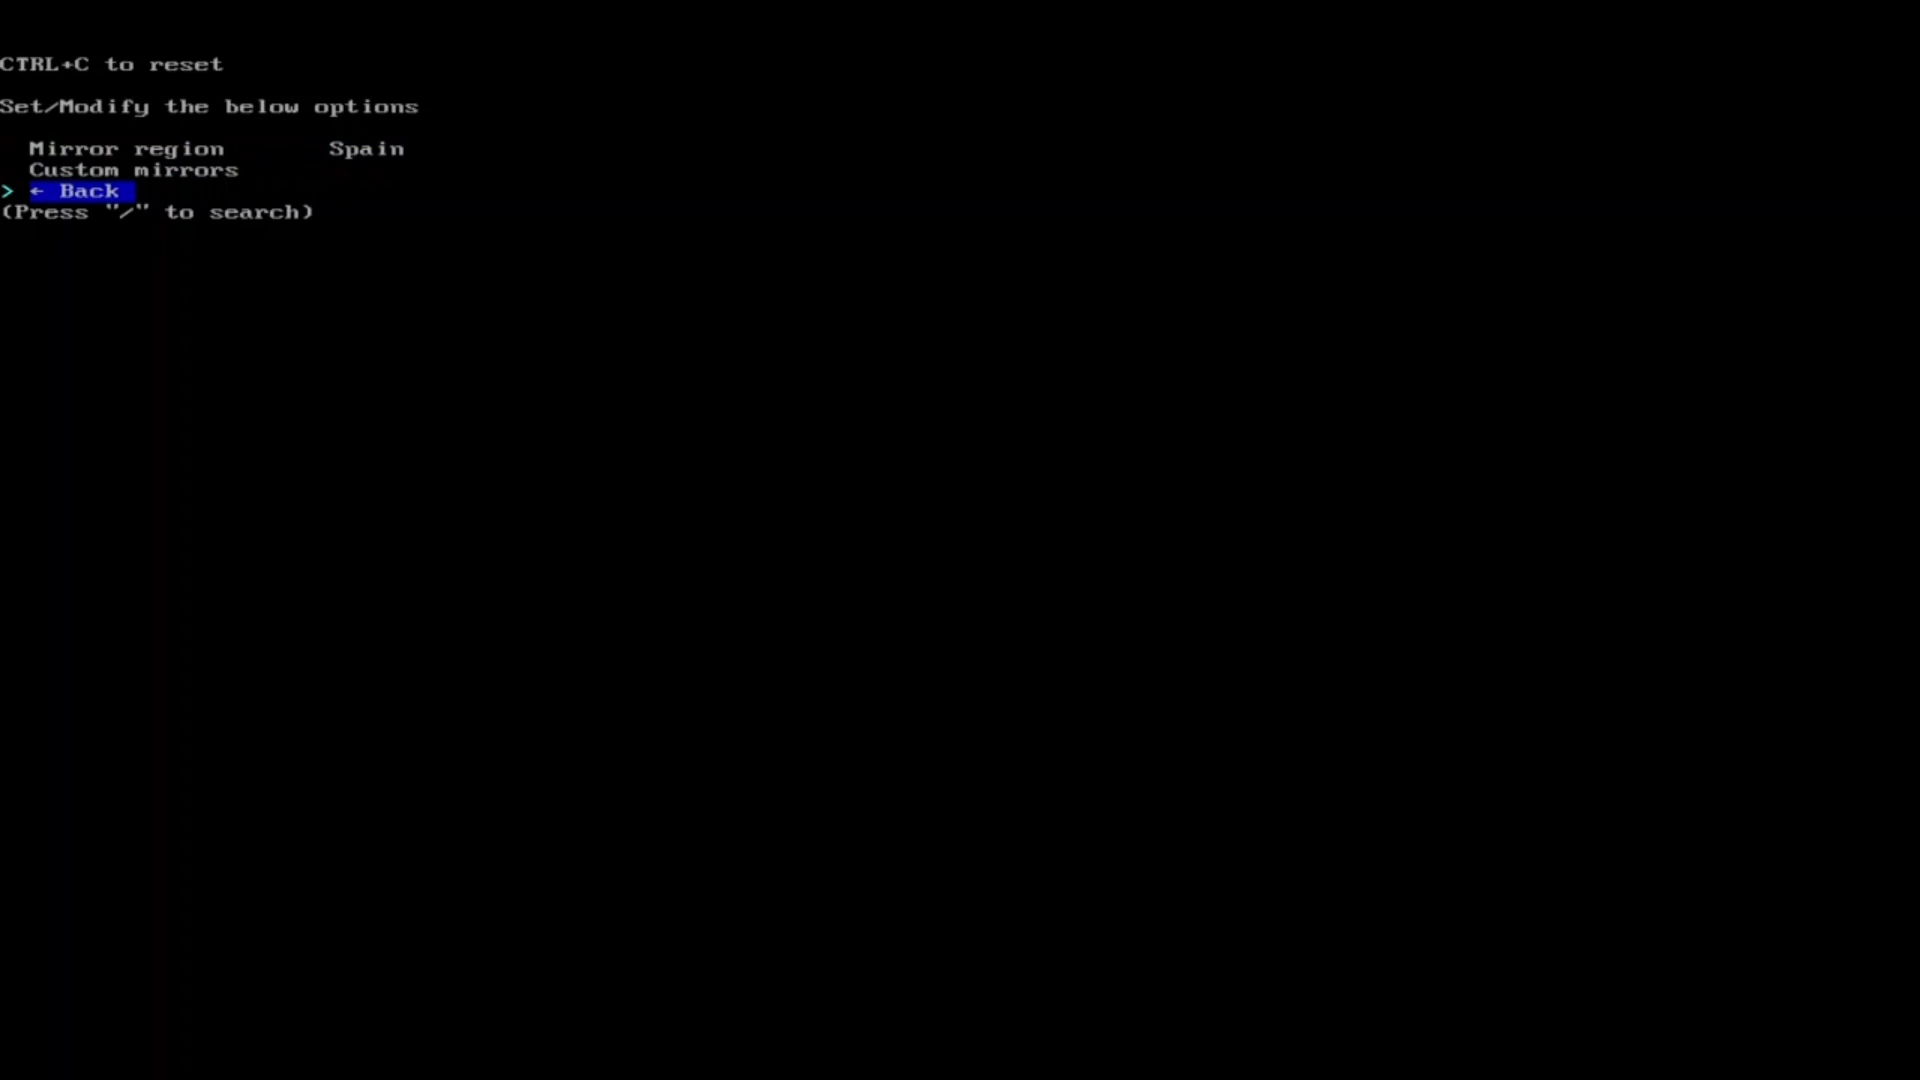 CTRL+C to reset
Set/Modify the below options
Mirror region Spain
Custom mirrors
> ← Back
(Press "/" to search)